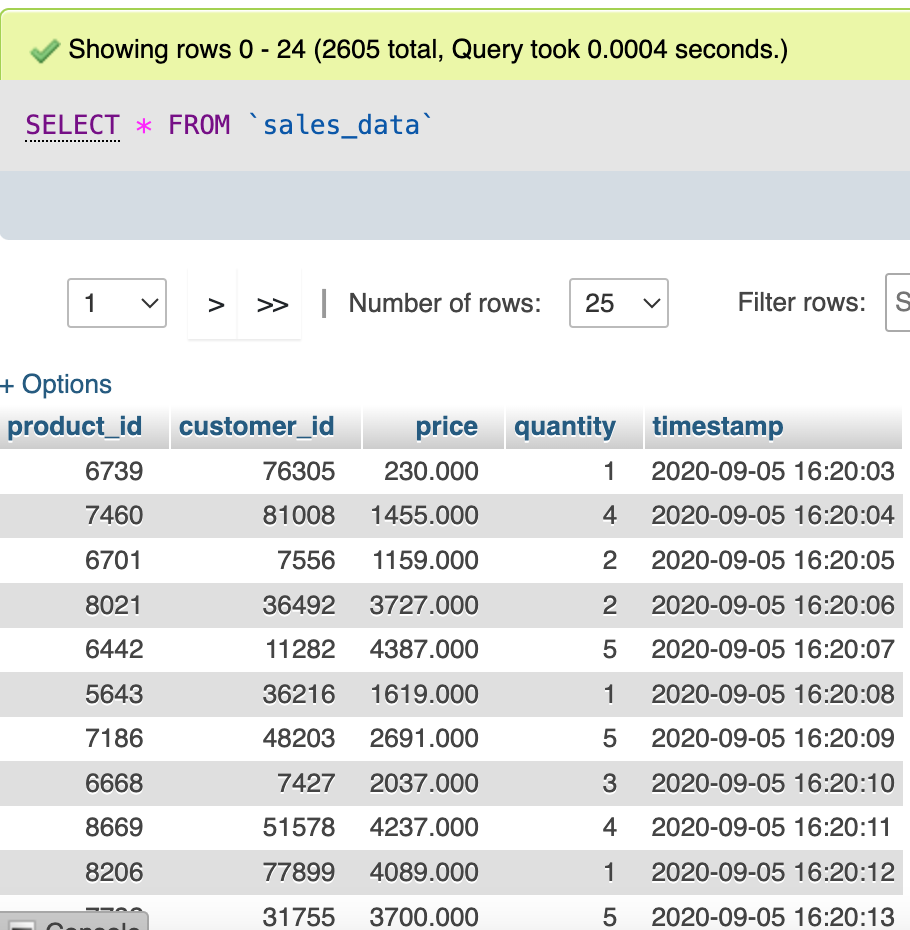 Showing rows 0 - 24 (2605 total, Query took 0.0004 seconds.)
SELECT * FROM `sales_data`
1 > >> | Number of rows: 25 Filter rows: S
+ Options
product_id customer_id price quantity timestamp
6739 76305 230.000 1 2020-09-05 16:20:03
7460 81008 1455.000 4 2020-09-05 16:20:04
6701 7556 1159.000 2 2020-09-05 16:20:05
8021 36492 3727.000 2 2020-09-05 16:20:06
6442 11282 4387.000 5 2020-09-05 16:20:07
5643 36216 1619.000 1 2020-09-05 16:20:08
7186 48203 2691.000 5 2020-09-05 16:20:09
6668 7427 2037.000 3 2020-09-05 16:20:10
8669 51578 4237.000 4 2020-09-05 16:20:11
8206 77899 4089.000 1 2020-09-05 16:20:12
31755 3700.000 5 2020-09-05 16:20:13
Console